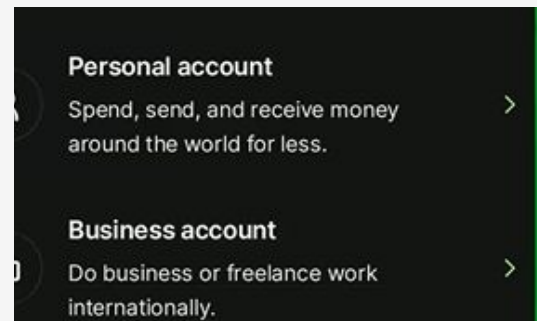 Personal account
Spend, send, and receive money
around the world for less.
Business account
Do business or freelance work
internationally.